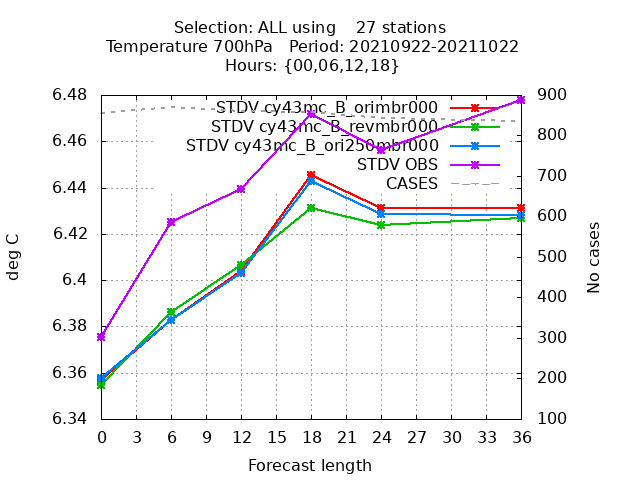 Selection: ALL using    27 stations
Temperature 700hPa   Period: 20210922-20211022
Hours: {00,06,12,18}
STDV cy43mc_B_orimbr000
STDV cy43mc_B_revmbr000
STDV cy43mc_B_ori250mbr000
STDV OBS
CASES
deg C
6.48
6.46
6.44
6.42
6.4
6.38
6.36
6.34
900
800
700
600
500
400
300
200
100
No cases
0 3 6 9 12 15 18 21 24 27 30 33 36
Forecast length